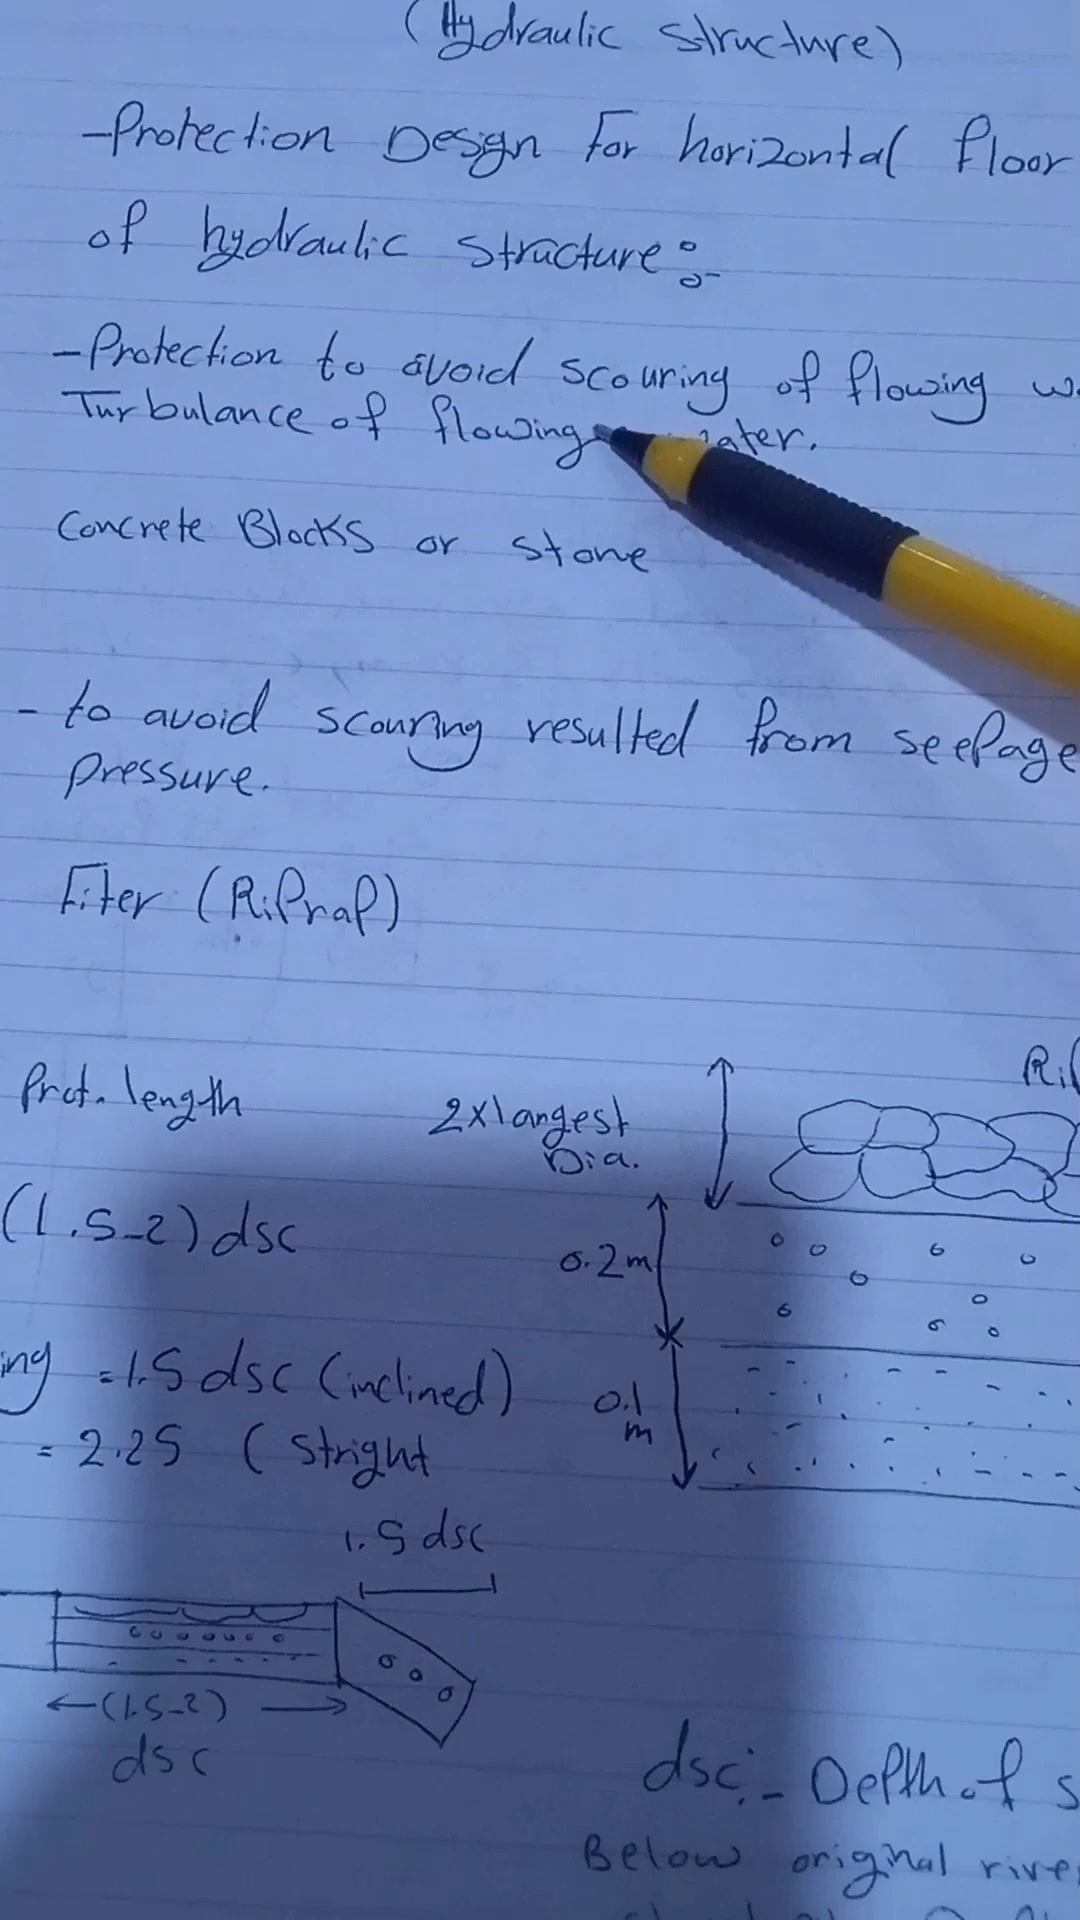 (Hydraulic structure)
-Protection Design For horizontal floor
of hydraulic structure:-
-Protection to avoid scouring of flowing
Turbulance of flowing
Concrete Blocks or stone
- to avoid scouring resulted from seepage
pressure.
Fiter (RiPrap)
Prot. length
2x largest
Dia.
(1.5-2) dsc
0.2m
= 1.5 dsc (inclined)
= 2.25 (stright
0.1
m
1.5 dsc
(1.5-2)
dsc
dsc:- Depth of
Below original